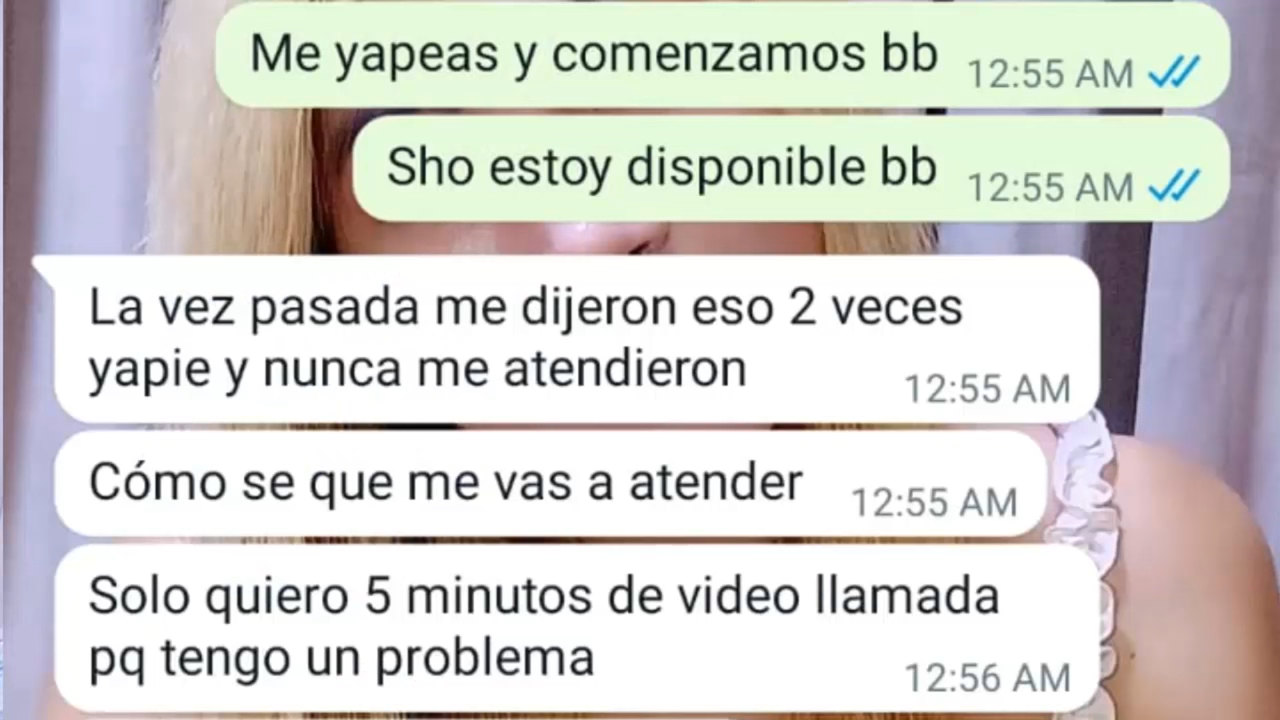 Me yapeas y comenzamos bb 12:55 AM
Sho estoy disponible bb 12:55 AM
La vez pasada me dijeron eso 2 veces
yapie y nunca me atendieron 12:55 AM
Cómo se que me vas a atender 12:55 AM
Solo quiero 5 minutos de video llamada
pq tengo un problema 12:56 AM